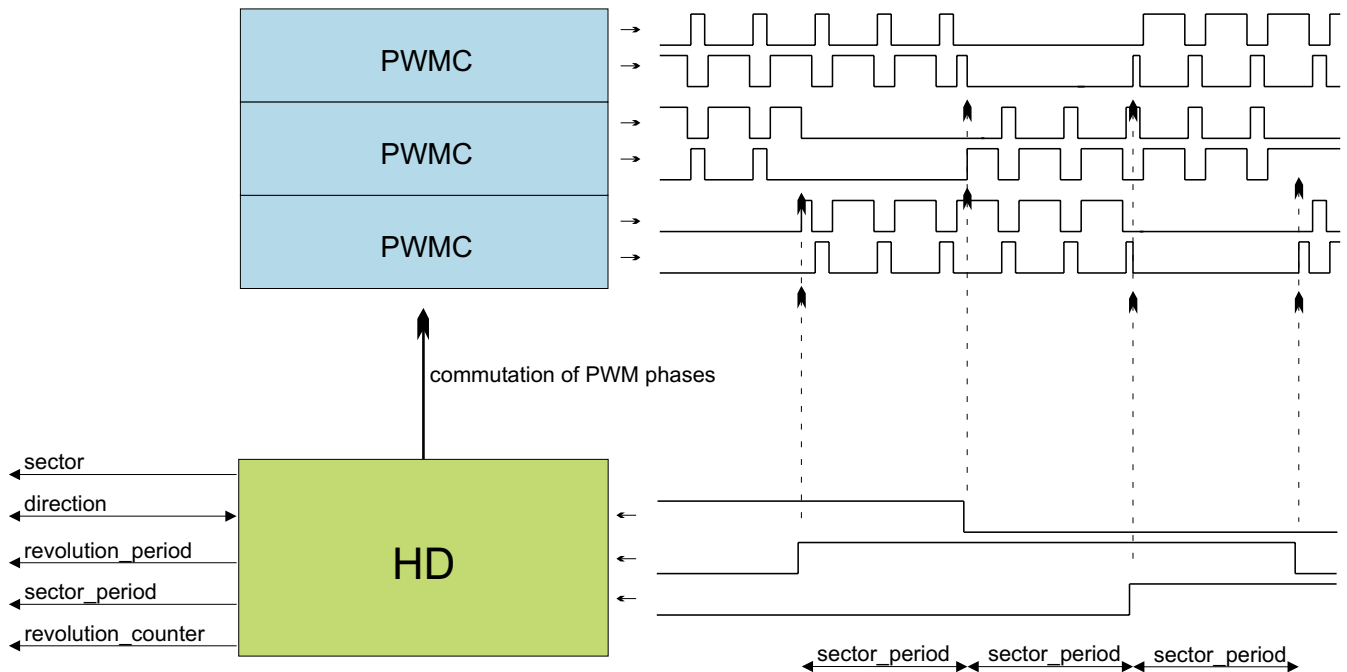 PWMC
PWMC
PWMC
commutation of PWM phases
sector
direction
revolution_period
sector_period
revolution_counter
HD
sector_period
sector_period
sector_period